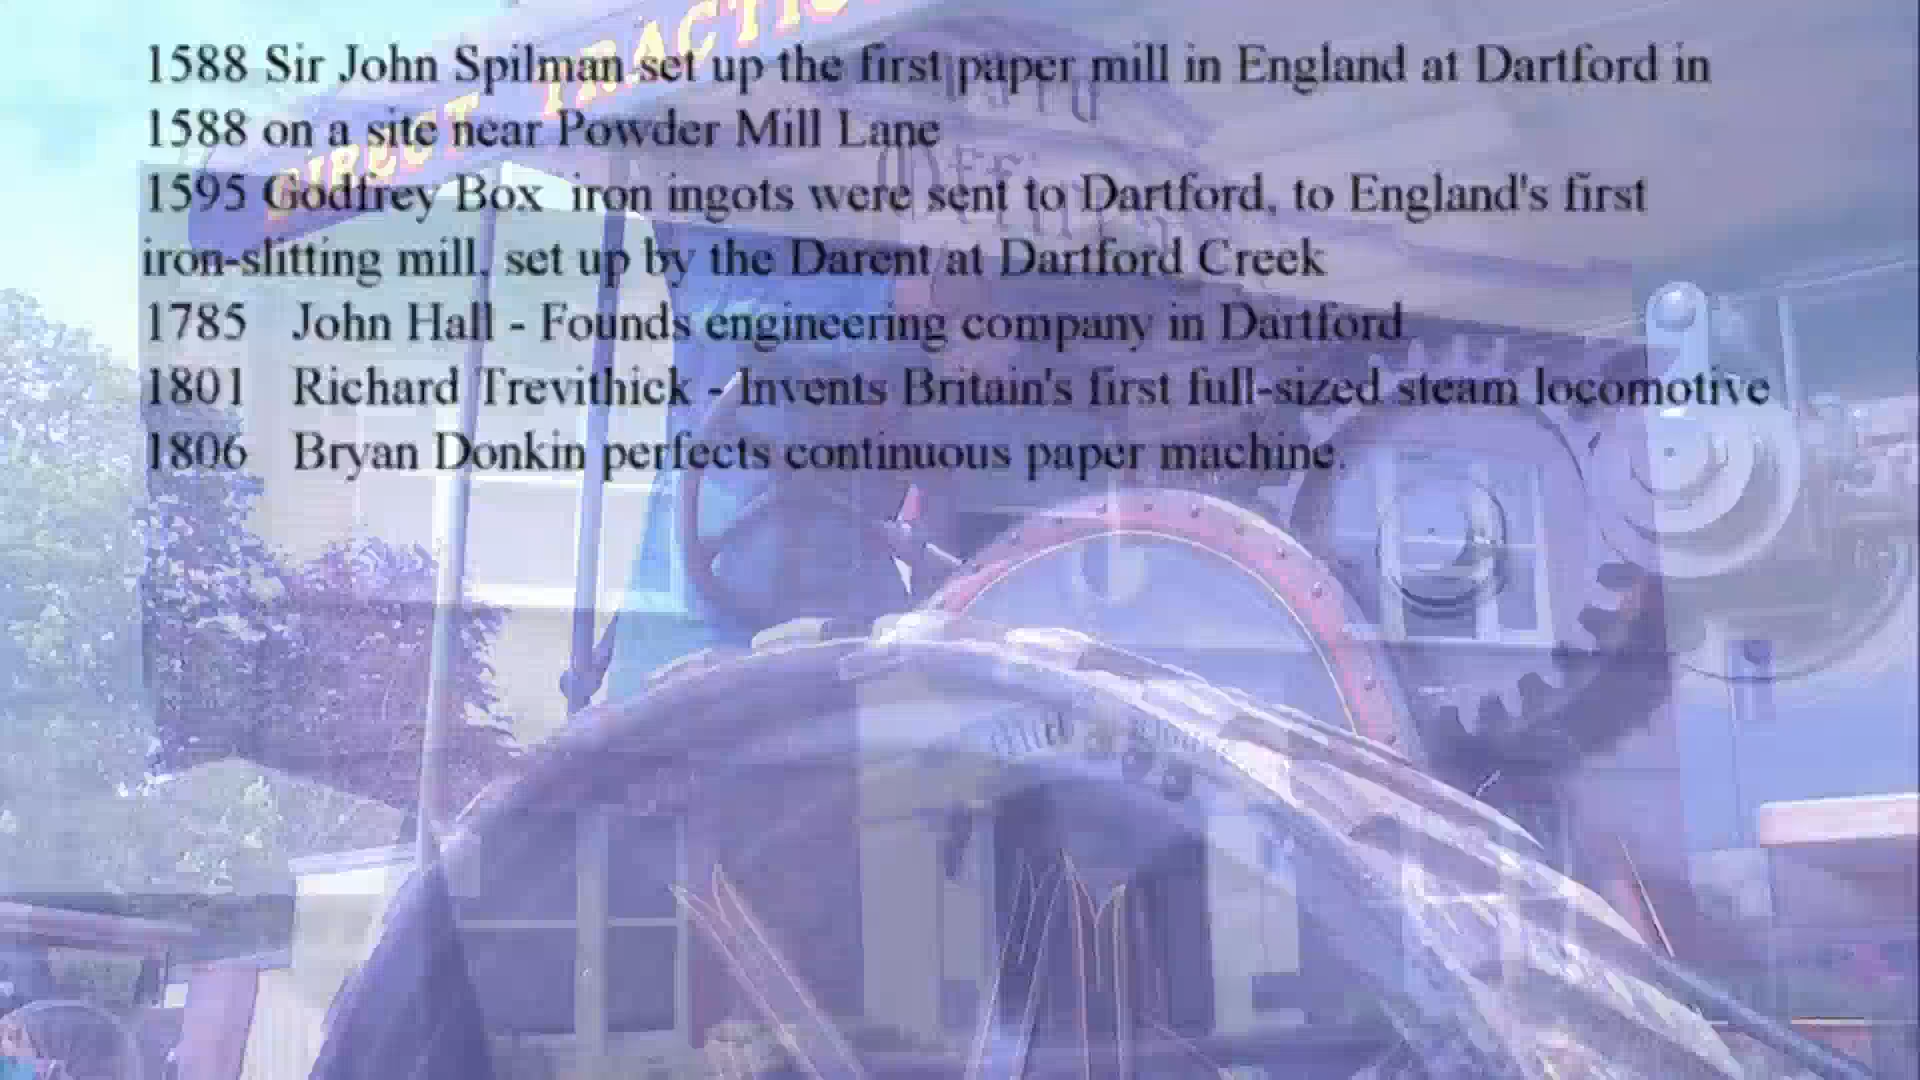 1588 Sir John Spilman set up the first paper mill in England at Dartford in
1588 on a site near Powder Mill Lane
1595 Godfrey Box  iron ingots were sent to Dartford, to England's first
iron-slitting mill, set up by the Darent at Dartford Creek
1785   John Hall - Founds engineering company in Dartford
1801   Richard Trevithick - Invents Britain's first full-sized steam locomotive
1806   Bryan Donkin perfects continuous paper machine.
DIRECT TRACTIO